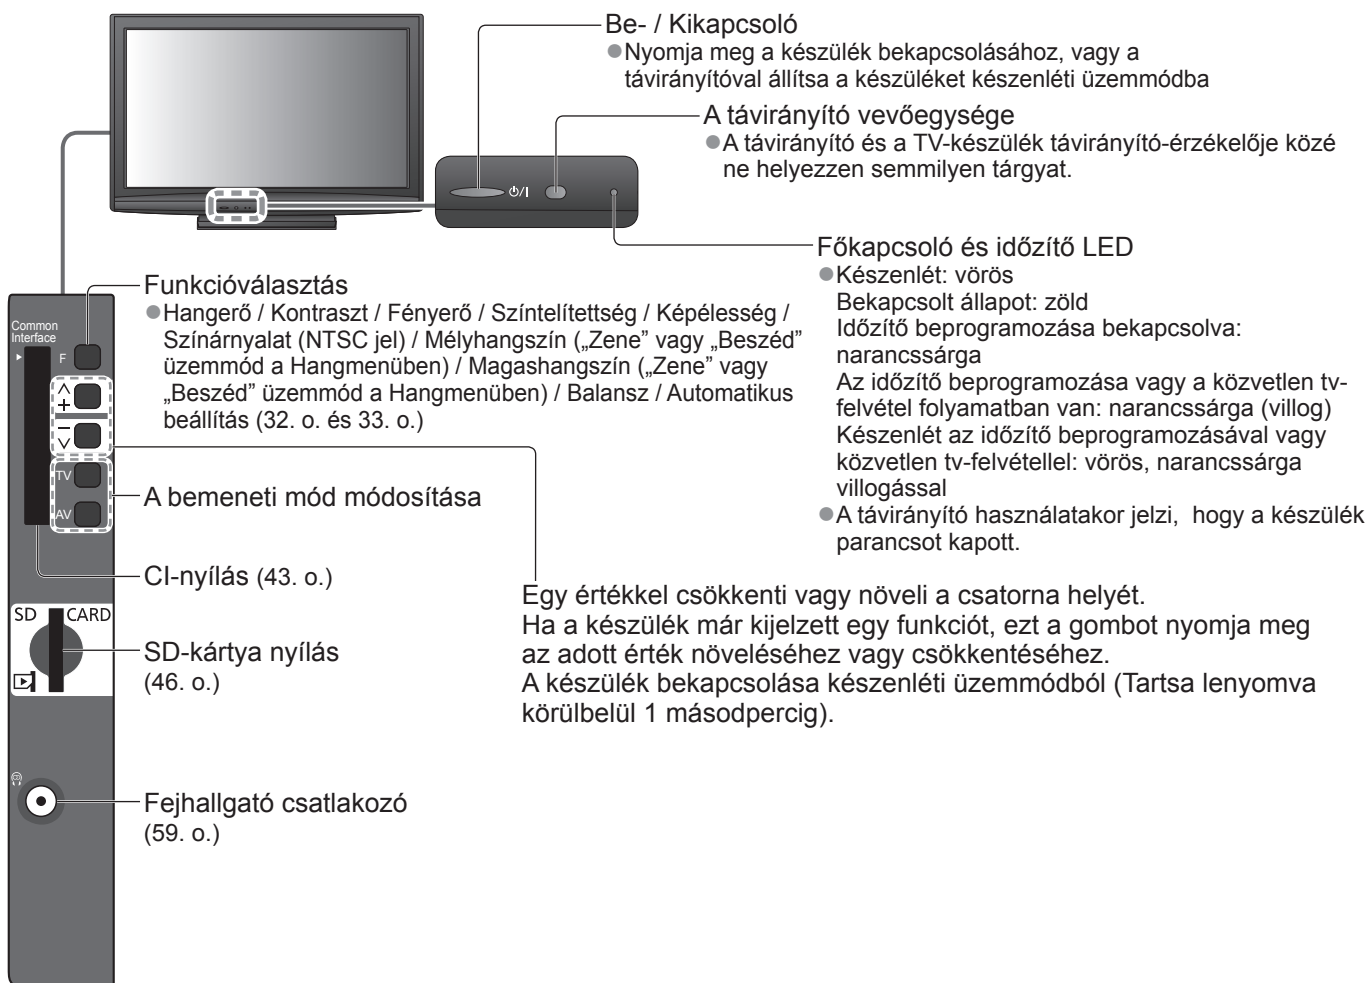 Be- / Kikapcsoló
●Nyomja meg a készülék bekapcsolásához, vagy a
távirányítóval állítsa a készüléket készenléti üzemmódba
A távirányító vevőegysége
●A távirányító és a TV-készülék távirányító-érzékelője közé
ne helyezzen semmilyen tárgyat.
⏻/I
Főkapcsoló és időzítő LED
●Készenlét: vörös
Bekapcsolt állapot: zöld
Időzítő beprogramozása bekapcsolva:
narancssárga
Az időzítő beprogramozása vagy a közvetlen tv-
felvétel folyamatban van: narancssárga (villog)
Készenlét az időzítő beprogramozásával vagy
közvetlen tv-felvétellel: vörös, narancssárga
villogással
●A távirányító használatakor jelzi,  hogy a készülék
parancsot kapott.
Funkcióválasztás
●Hangerő / Kontraszt / Fényerő / Színtelítettség / Képélesség /
Színárnyalat (NTSC jel) / Mélyhangszín („Zene” vagy „Beszéd”
üzemmód a Hangmenüben) / Magashangszín („Zene” vagy
„Beszéd” üzemmód a Hangmenüben) / Balansz / Automatikus
beállítás (32. o. és 33. o.)
Common
Interface
F
+
−
TV
AV
A bemeneti mód módosítása
CI-nyílás (43. o.)
Egy értékkel csökkenti vagy növeli a csatorna helyét.
Ha a készülék már kijelzett egy funkciót, ezt a gombot nyomja meg
az adott érték növeléséhez vagy csökkentéséhez.
A készülék bekapcsolása készenléti üzemmódból (Tartsa lenyomva
körülbelül 1 másodpercig).
SD CARD
SD-kártya nyílás
(46. o.)
Fejhallgató csatlakozó
(59. o.)